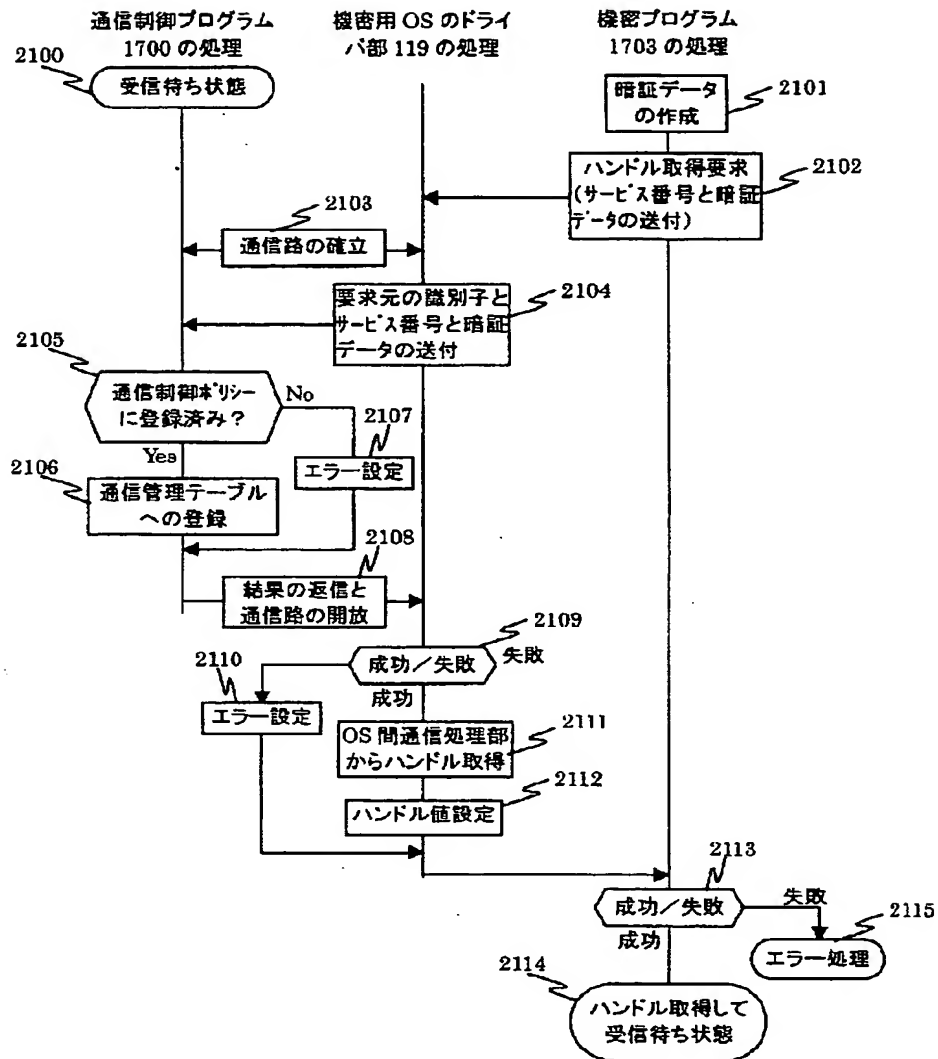 通信制御プログラム
1700 の処理
機密用 OS のドライ
バ部 119 の処理
機密プログラム
1703 の処理
2100
受信待ち状態
2101
暗証データ
の作成
2102
ハンドル取得要求
(サービス番号と暗証
データの送付)
2103
通信路の確立
2104
要求元の識別子と
サービス番号と暗証
データの送付
2105
通信制御ポリシー
に登録済み?
No
Yes
2107
エラー設定
2106
通信管理テーブル
への登録
2108
結果の返信と
通信路の開放
2109
成功/失敗
失敗
成功
2110
エラー設定
2111
OS 間通信処理部
からハンドル取得
2112
ハンドル値設定
2113
成功/失敗
失敗
成功
2115
エラー処理
2114
ハンドル取得して
受信待ち状態